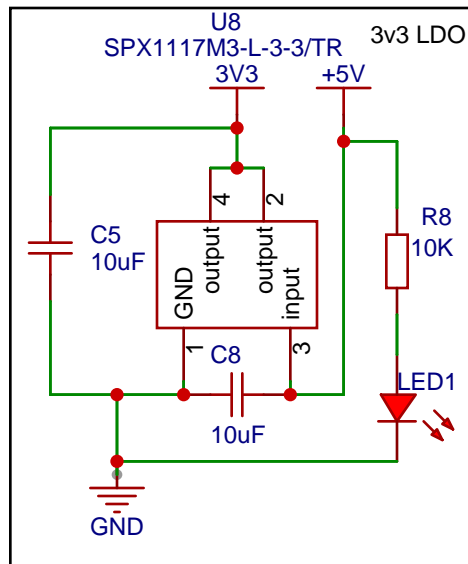 U8
3v3 LDO
SPX1117M3-L-3-3/TR
3V3
+5V
4
2
C5
10uF
output
output
GND
input
R8
10K
1
3
C8
10uF
LED1
GND